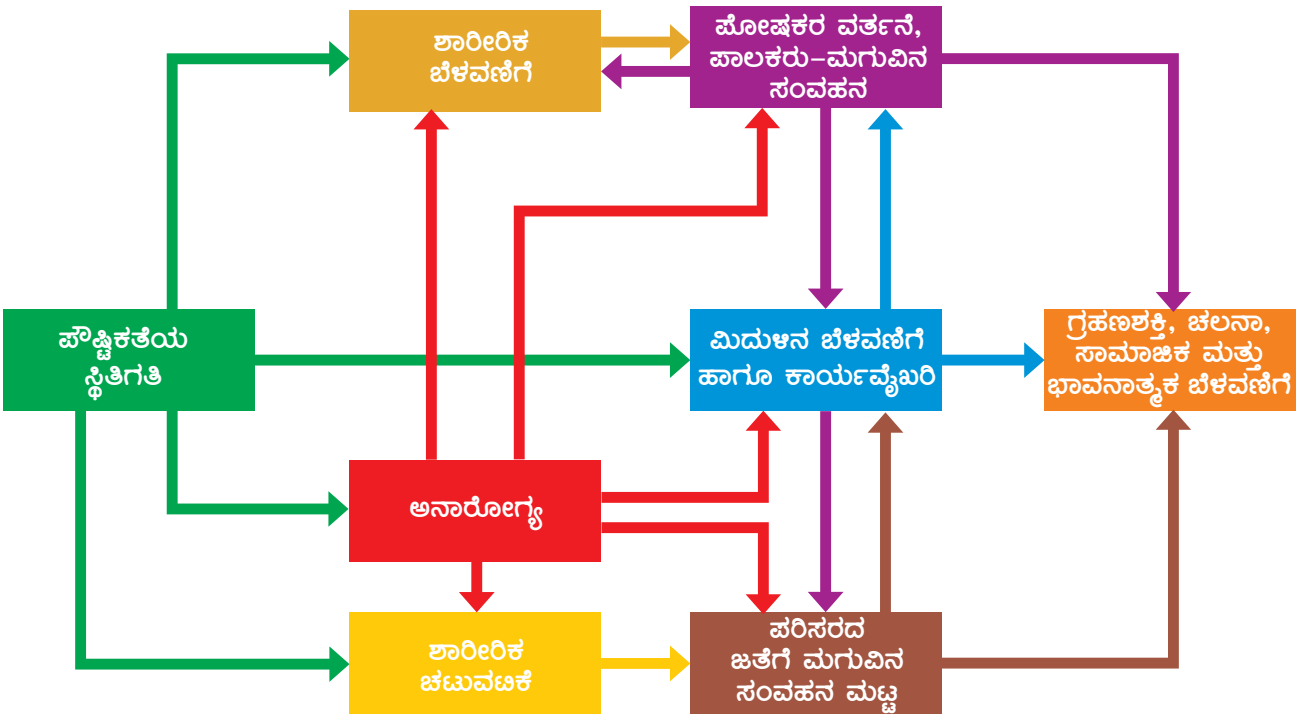 ಶಾರೀರಿಕ
ಬೆಳವಣಿಗೆ
ಪೋಷಕರ ವರ್ತನೆ,
ಪಾಲಕರು-ಮಗುವಿನ
ಸಂವಹನ
ಪೌಷ್ಟಿಕತೆಯ
ಸ್ಥಿತಿಗತಿ
ಮಿದುಳಿನ ಬೆಳವಣಿಗೆ
ಹಾಗೂ ಕಾರ್ಯವೈಖರಿ
ಗ್ರಹಣಶಕ್ತಿ, ಚಲನಾ,
ಸಾಮಾಜಿಕ ಮತ್ತು
ಭಾವನಾತ್ಮಕ ಬೆಳವಣಿಗೆ
ಅನಾರೋಗ್ಯ
ಶಾರೀರಿಕ
ಚಟುವಟಿಕೆ
ಪರಿಸರದ
ಜತೆಗೆ ಮಗುವಿನ
ಸಂವಹನ ಮಟ್ಟ